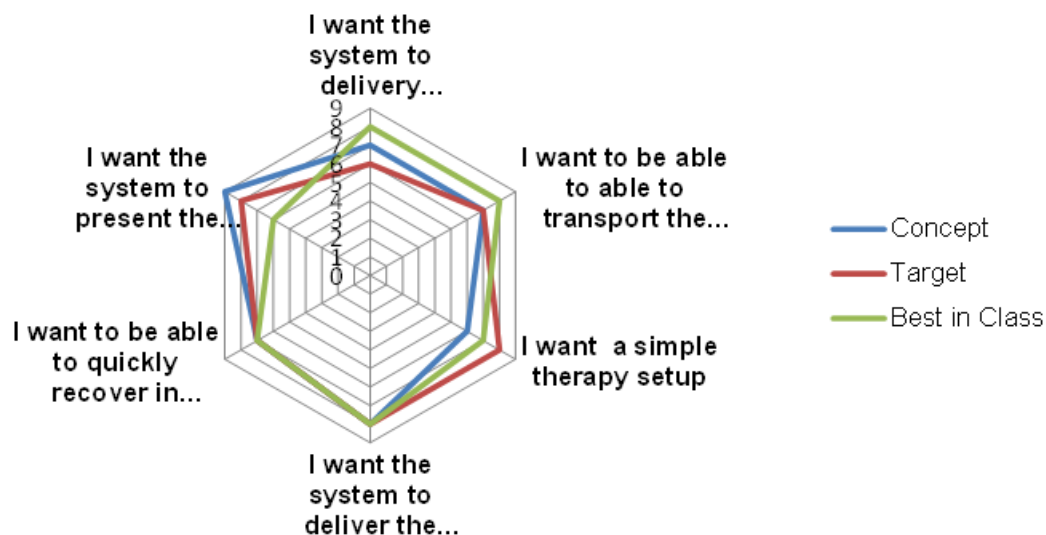 I want the
system to
delivery...
9
8
7
6
5
4
3
2
1
0
I want the
system to
present the...
I want to be able
to able to
transport the...
I want to be able
to quickly
recover in...
I want  a simple
therapy setup
I want the
system to
deliver the...
Concept
Target
Best in Class